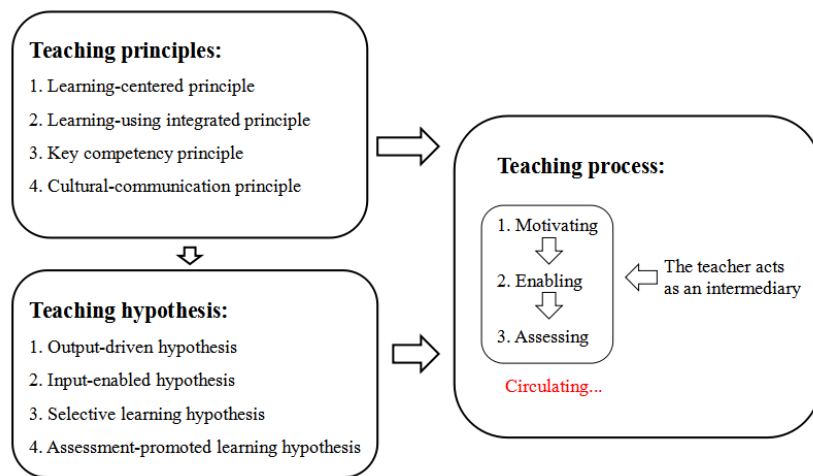 Teaching principles:
1. Learning-centered principle
2. Learning-using integrated principle
3. Key competency principle
4. Cultural-communication principle
Teaching hypothesis:
1. Output-driven hypothesis
2. Input-enabled hypothesis
3. Selective learning hypothesis
4. Assessment-promoted learning hypothesis
Teaching process:
1. Motivating
2. Enabling
3. Assessing
Circulating...
The teacher acts
as an intermediary